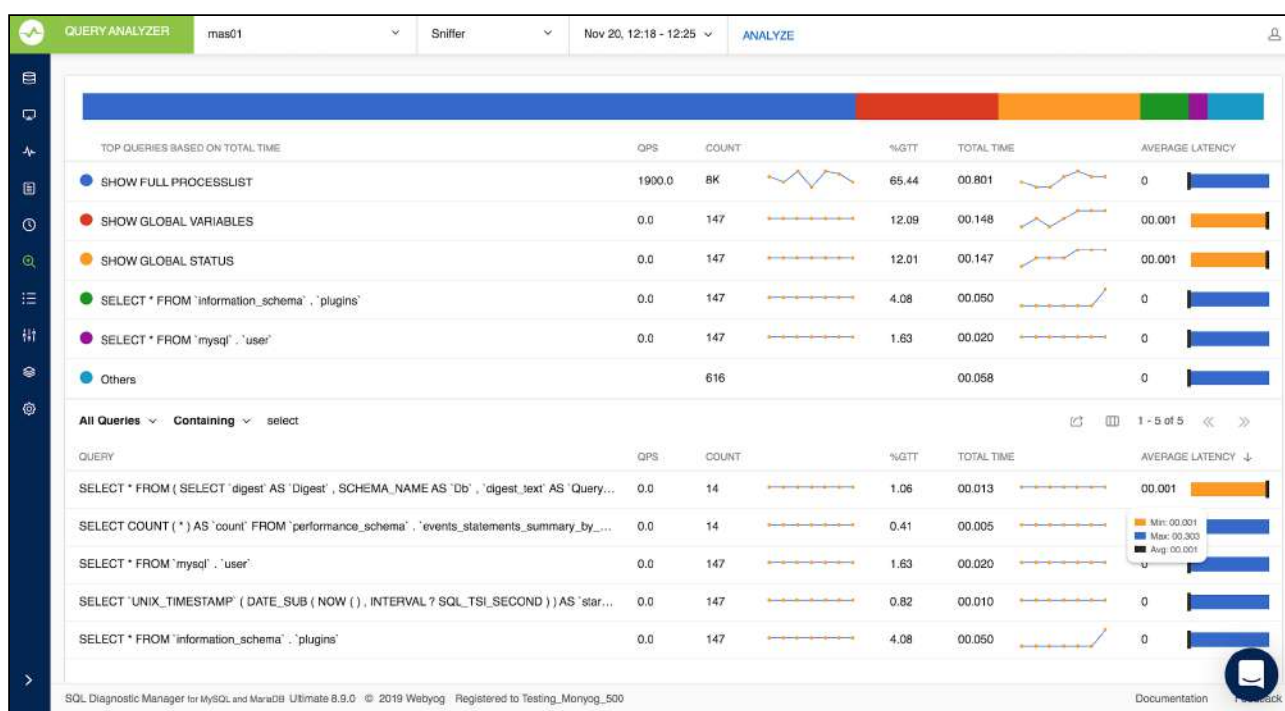 QUERY ANALYZER mas01 Sniffer Nov 20, 12:18 - 12:25 ANALYZE
TOP QUERIES BASED ON TOTAL TIME QPS COUNT %GTT TOTAL TIME AVERAGE LATENCY
SHOW FULL PROCESSLIST 1900.0 8K 65.44 00.801 0
SHOW GLOBAL VARIABLES 0.0 147 12.09 00.148 00.001
SHOW GLOBAL STATUS 0.0 147 12.01 00.147 00.001
SELECT * FROM `information_schema` . `plugins` 0.0 147 4.08 00.050 0
SELECT * FROM `mysql` . `user` 0.0 147 1.63 00.020 0
Others 616 00.058 0
All Queries Containing select 1 - 5 of 5
QUERY QPS COUNT %GTT TOTAL TIME AVERAGE LATENCY
SELECT * FROM ( SELECT `digest` AS `Digest` , SCHEMA_NAME AS `Db` , `digest_text` AS `Query... 0.0 14 1.06 00.013 00.001
SELECT COUNT ( * ) AS `count` FROM `performance_schema` . `events_statements_summary_by_... 0.0 14 0.41 00.005
Min: 00.001
Max: 00.303
Avg: 00.001
SELECT * FROM `mysql` . `user` 0.0 147 1.63 00.020 0
SELECT `UNIX_TIMESTAMP` ( DATE_SUB ( NOW ( ) , INTERVAL ? SQL_TSI_SECOND ) ) AS `star... 0.0 147 0.82 00.010 0
SELECT * FROM `information_schema` . `plugins` 0.0 147 4.08 00.050 0
SQL Diagnostic Manager for MySQL and MariaDB Ultimate 8.9.0 © 2019 Webyog Registered to Testing_Monyog_500 Documentation